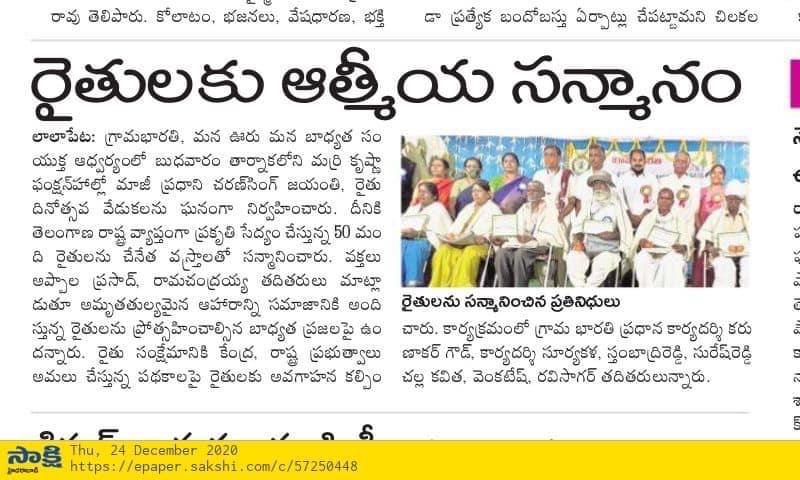 రావు తెలిపారు. కోలాటం, భజనలు, వేషధారణ, భక్తి
డా ప్రత్యేక బందోబస్తు ఏర్పాట్లు చేపట్టామని చిలకల
రైతులకు ఆత్మీయ సన్మానం
లాలాపేట: గ్రామభారతి, మన ఊరు మన బాధ్యత సం
యుక్త ఆధ్వర్యంలో బుధవారం తార్నాకలోని మర్రి కృష్ణా
ఫంక్షన్‌హాల్లో మాజీ ప్రధాని చరణ్‌సింగ్ జయంతి, రైతు
దినోత్సవ వేడుకలను ఘనంగా నిర్వహించారు. దీనికి
తెలంగాణ రాష్ట్ర వ్యాప్తంగా ప్రకృతి సేద్యం చేస్తున్న 50 మం
ది రైతులను చేనేత వస్త్రాలతో సన్మానించారు. వక్తలు
అప్పాల ప్రసాద్, రామచంద్రయ్య తదితరులు మాట్లా
డుతూ అమృతతుల్యమైన ఆహారాన్ని సమాజానికి అంది
స్తున్న రైతులను ప్రోత్సహించాల్సిన బాధ్యత ప్రజలపై ఉం
దన్నారు. రైతు సంక్షేమానికి కేంద్ర, రాష్ట్ర ప్రభుత్వాలు
అమలు చేస్తున్న పథకాలపై రైతులకు అవగాహన కల్పిం
రైతులను సన్మానించిన ప్రతినిధులు
చారు. కార్యక్రమంలో గ్రామ భారతి ప్రధాన కార్యదర్శి కరు
ణాకర్ గౌడ్, కార్యదర్శి సూర్యకళ, స్తంబాద్రిరెడ్డి, సురేష్‌రెడ్డి
చల్ల కవిత, వెంకటేష్, రవిసాగర్ తదితరులున్నారు.
సాక్షి
హైదరాబాద్
Thu, 24 December 2020
https://epaper.sakshi.com/c/57250448